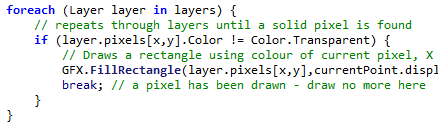 foreach (Layer layer in layers) {
// repeats through layers until a solid pixel is found
if (layer.pixels[x,y].Color != Color.Transparent) {
// Draws a rectangle using colour of current pixel, X
GFX.FillRectangle(layer.pixels[x,y],currentPoint.displ
break; // a pixel has been drawn - draw no more here
}
}